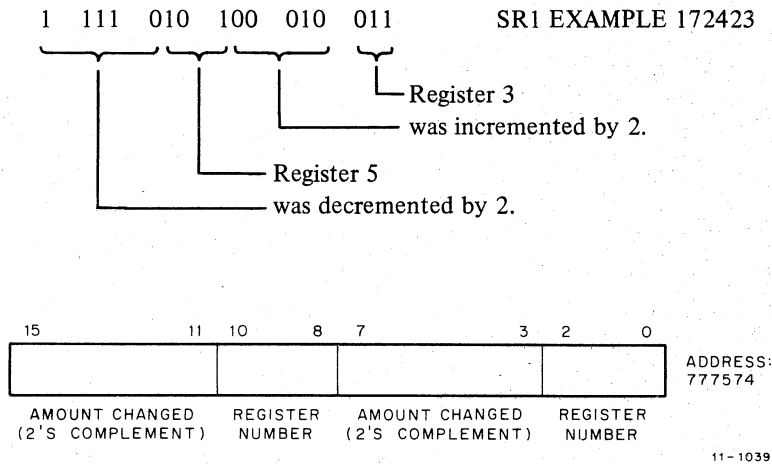 1 111 010 100 010 011 SR1 EXAMPLE 172423
Register 3
was incremented by 2.
Register 5
was decremented by 2.
15 11 10 8 7 3 2 0
ADDRESS:
777574
AMOUNT CHANGED REGISTER AMOUNT CHANGED REGISTER
(2'S COMPLEMENT) NUMBER (2'S COMPLEMENT) NUMBER
11-1039